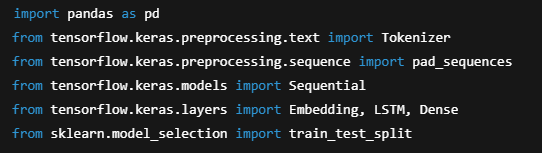 import pandas as pd
from tensorflow.keras.preprocessing.text import Tokenizer
from tensorflow.keras.preprocessing.sequence import pad_sequences
from tensorflow.keras.models import Sequential
from tensorflow.keras.layers import Embedding, LSTM, Dense
from sklearn.model_selection import train_test_split